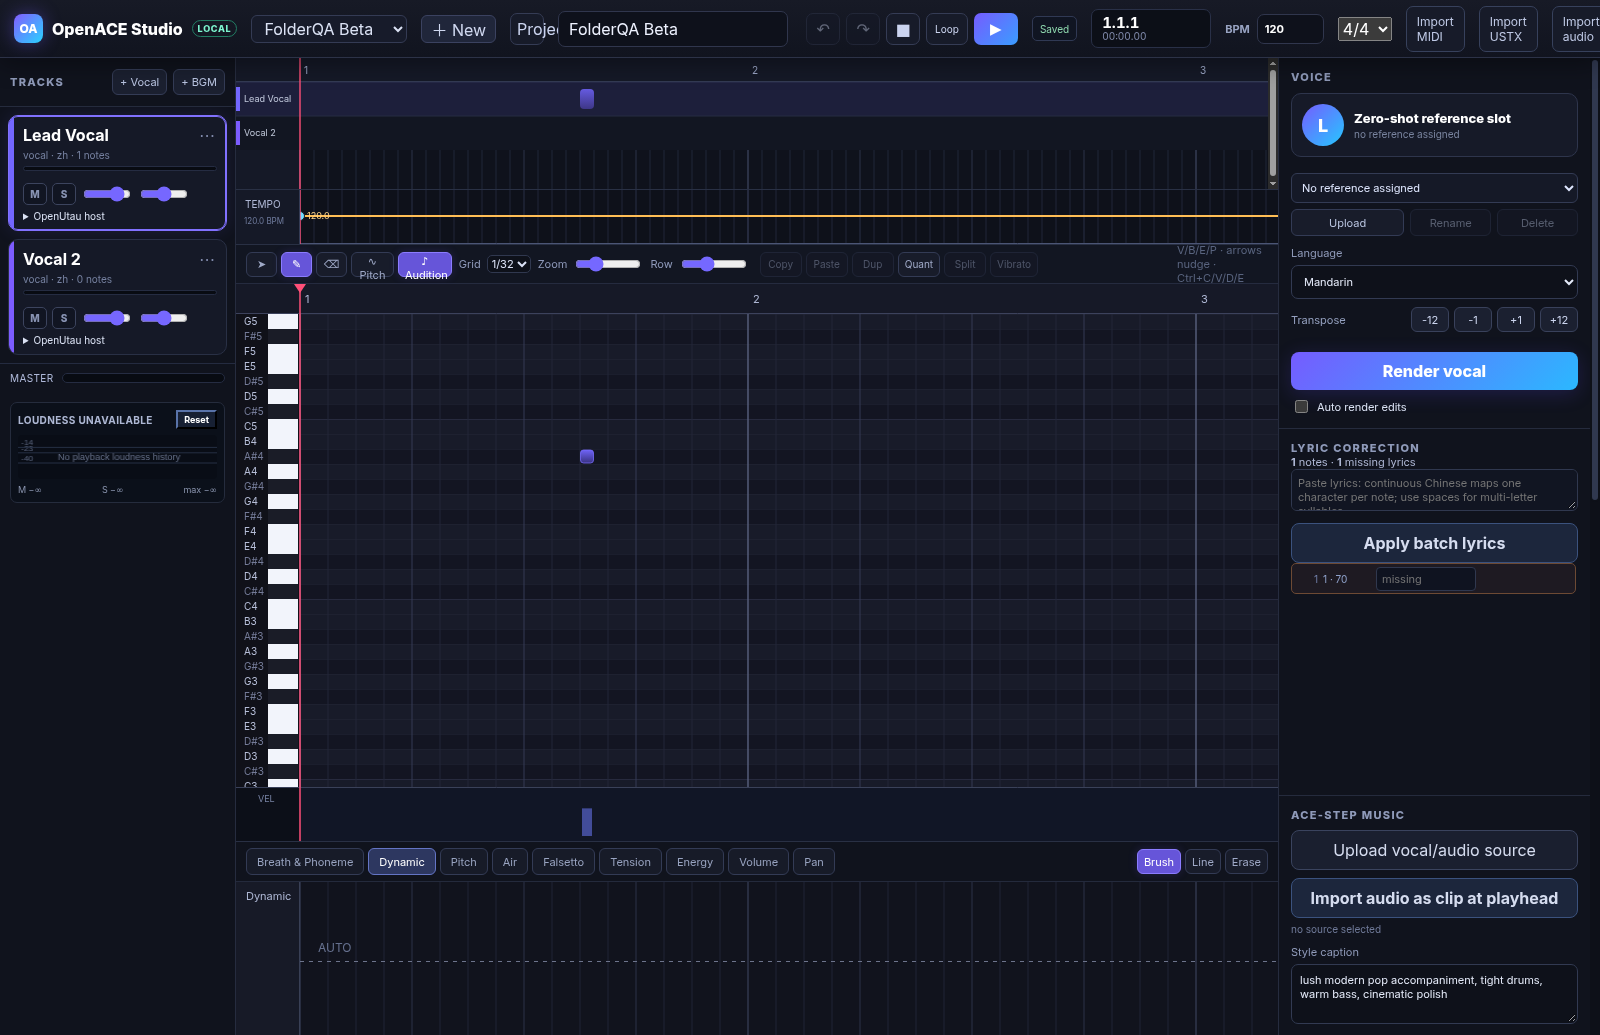 OA OpenACE Studio LOCAL FolderQA Beta + New Projec FolderQA Beta Loop Saved 1.1.1 00:00.00 BPM 120 4/4 Import MIDI Import USTX Import audio
TRACKS + Vocal + BGM
Lead Vocal ...
vocal · zh · 1 notes
M S
OpenUtau host
Vocal 2 ...
vocal · zh · 0 notes
M S
OpenUtau host
MASTER
LOUDNESS UNAVAILABLE Reset
-14
-23
-40
No playback loudness history
M −∞ S −∞ max −∞
1 2 3
Lead Vocal
Vocal 2
TEMPO
120.0 BPM
120.0
Pitch Audition Grid 1/32 Zoom Row Copy Paste Dup Quant Split Vibrato
V/B/E/P · arrows
nudge ·
Ctrl+C/V/D/E
1 2 3
G5
F#5
F5
E5
D#5
D5
C#5
C5
B4
A#4
A4
G#4
G4
F#4
F4
E4
D#4
D4
C#4
C4
B3
A#3
A3
G#3
G3
F#3
F3
E3
D#3
D3
C#3
C3
VEL
Breath & Phoneme Dynamic Pitch Air Falsetto Tension Energy Volume Pan Brush Line Erase
Dynamic
AUTO
VOICE
L Zero-shot reference slot
no reference assigned
No reference assigned
Upload Rename Delete
Language
Mandarin
Transpose -12 -1 +1 +12
Render vocal
Auto render edits
LYRIC CORRECTION
1 notes · 1 missing lyrics
Paste lyrics: continuous Chinese maps one
character per note; use spaces for multi-letter
syllables
Apply batch lyrics
1 1 · 70 missing
ACE-STEP MUSIC
Upload vocal/audio source
Import audio as clip at playhead
no source selected
Style caption
lush modern pop accompaniment, tight drums,
warm bass, cinematic polish